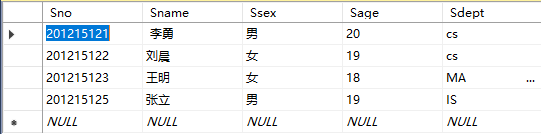 Sno Sname Ssex Sage Sdept
201215121 李勇 男 20 cs
201215122 刘晨 女 19 cs
201215123 王明 女 18 MA ...
201215125 张立 男 19 IS
NULL NULL NULL NULL NULL